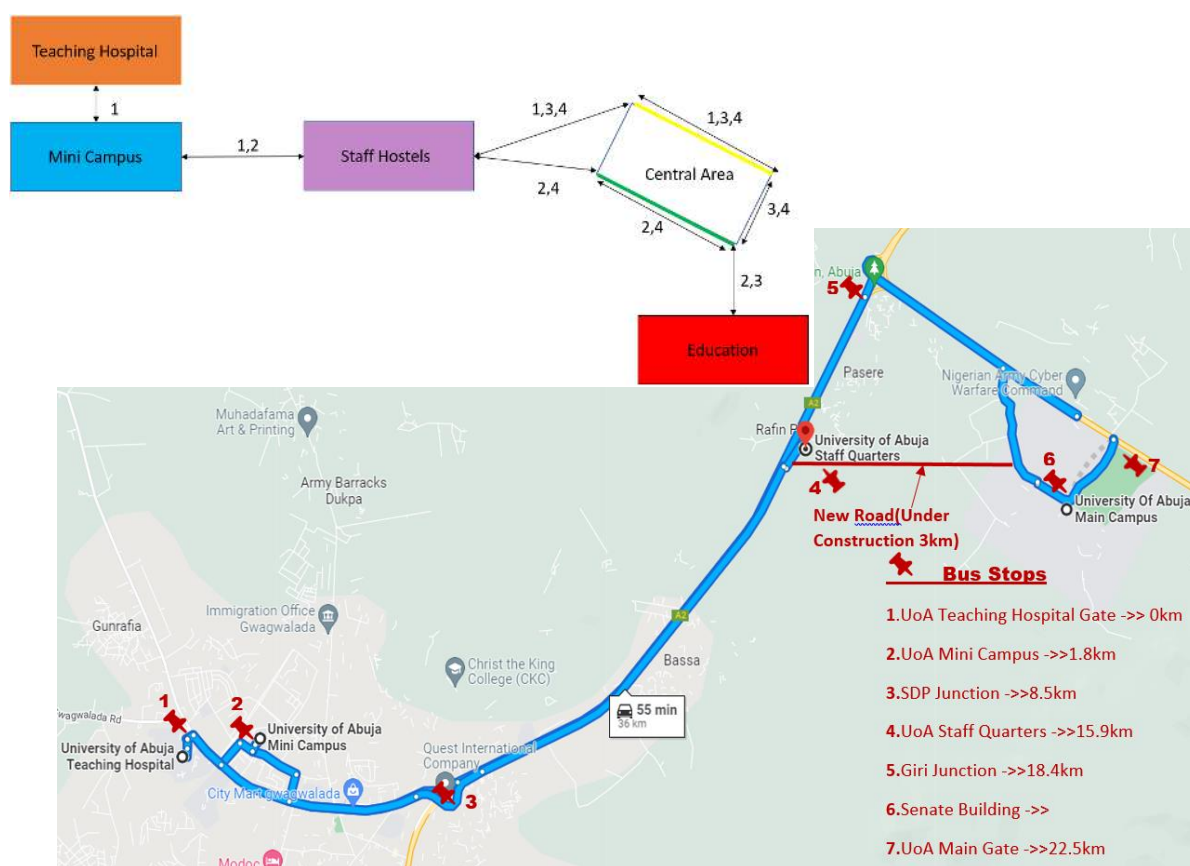 Teaching Hospital
1
Mini Campus
1,2
Staff Hostels
1,3,4
2,4
1,3,4
Central Area
2,4
3,4
2,3
Education
n, Abuja
5
Pasere
Nigerian Army Cyber
Warfare Command
A2
Rafin P
University of Abuja
Staff Quarters
4
6
7
University Of Abuja
Main Campus
New Road(Under
Construction 3km)
Muhadafama
Art & Printing
Army Barracks
Dukpa
Immigration Office
Gwagwalada
Gunrafia
A2
Bassa
Christ the King
College (CKC)
55 min
36 km
1
2
wagwalada Rd
University of Abuja
Mini Campus
University of Abuja
Teaching Hospital
Quest International
Company
City Mart gwagwalada
3
Modoc
Bus Stops
1.UoA Teaching Hospital Gate ->> 0km
2.UoA Mini Campus ->>1.8km
3.SDP Junction ->>8.5km
4.UoA Staff Quarters ->>15.9km
5.Giri Junction ->>18.4km
6.Senate Building ->>
7.UoA Main Gate ->>22.5km